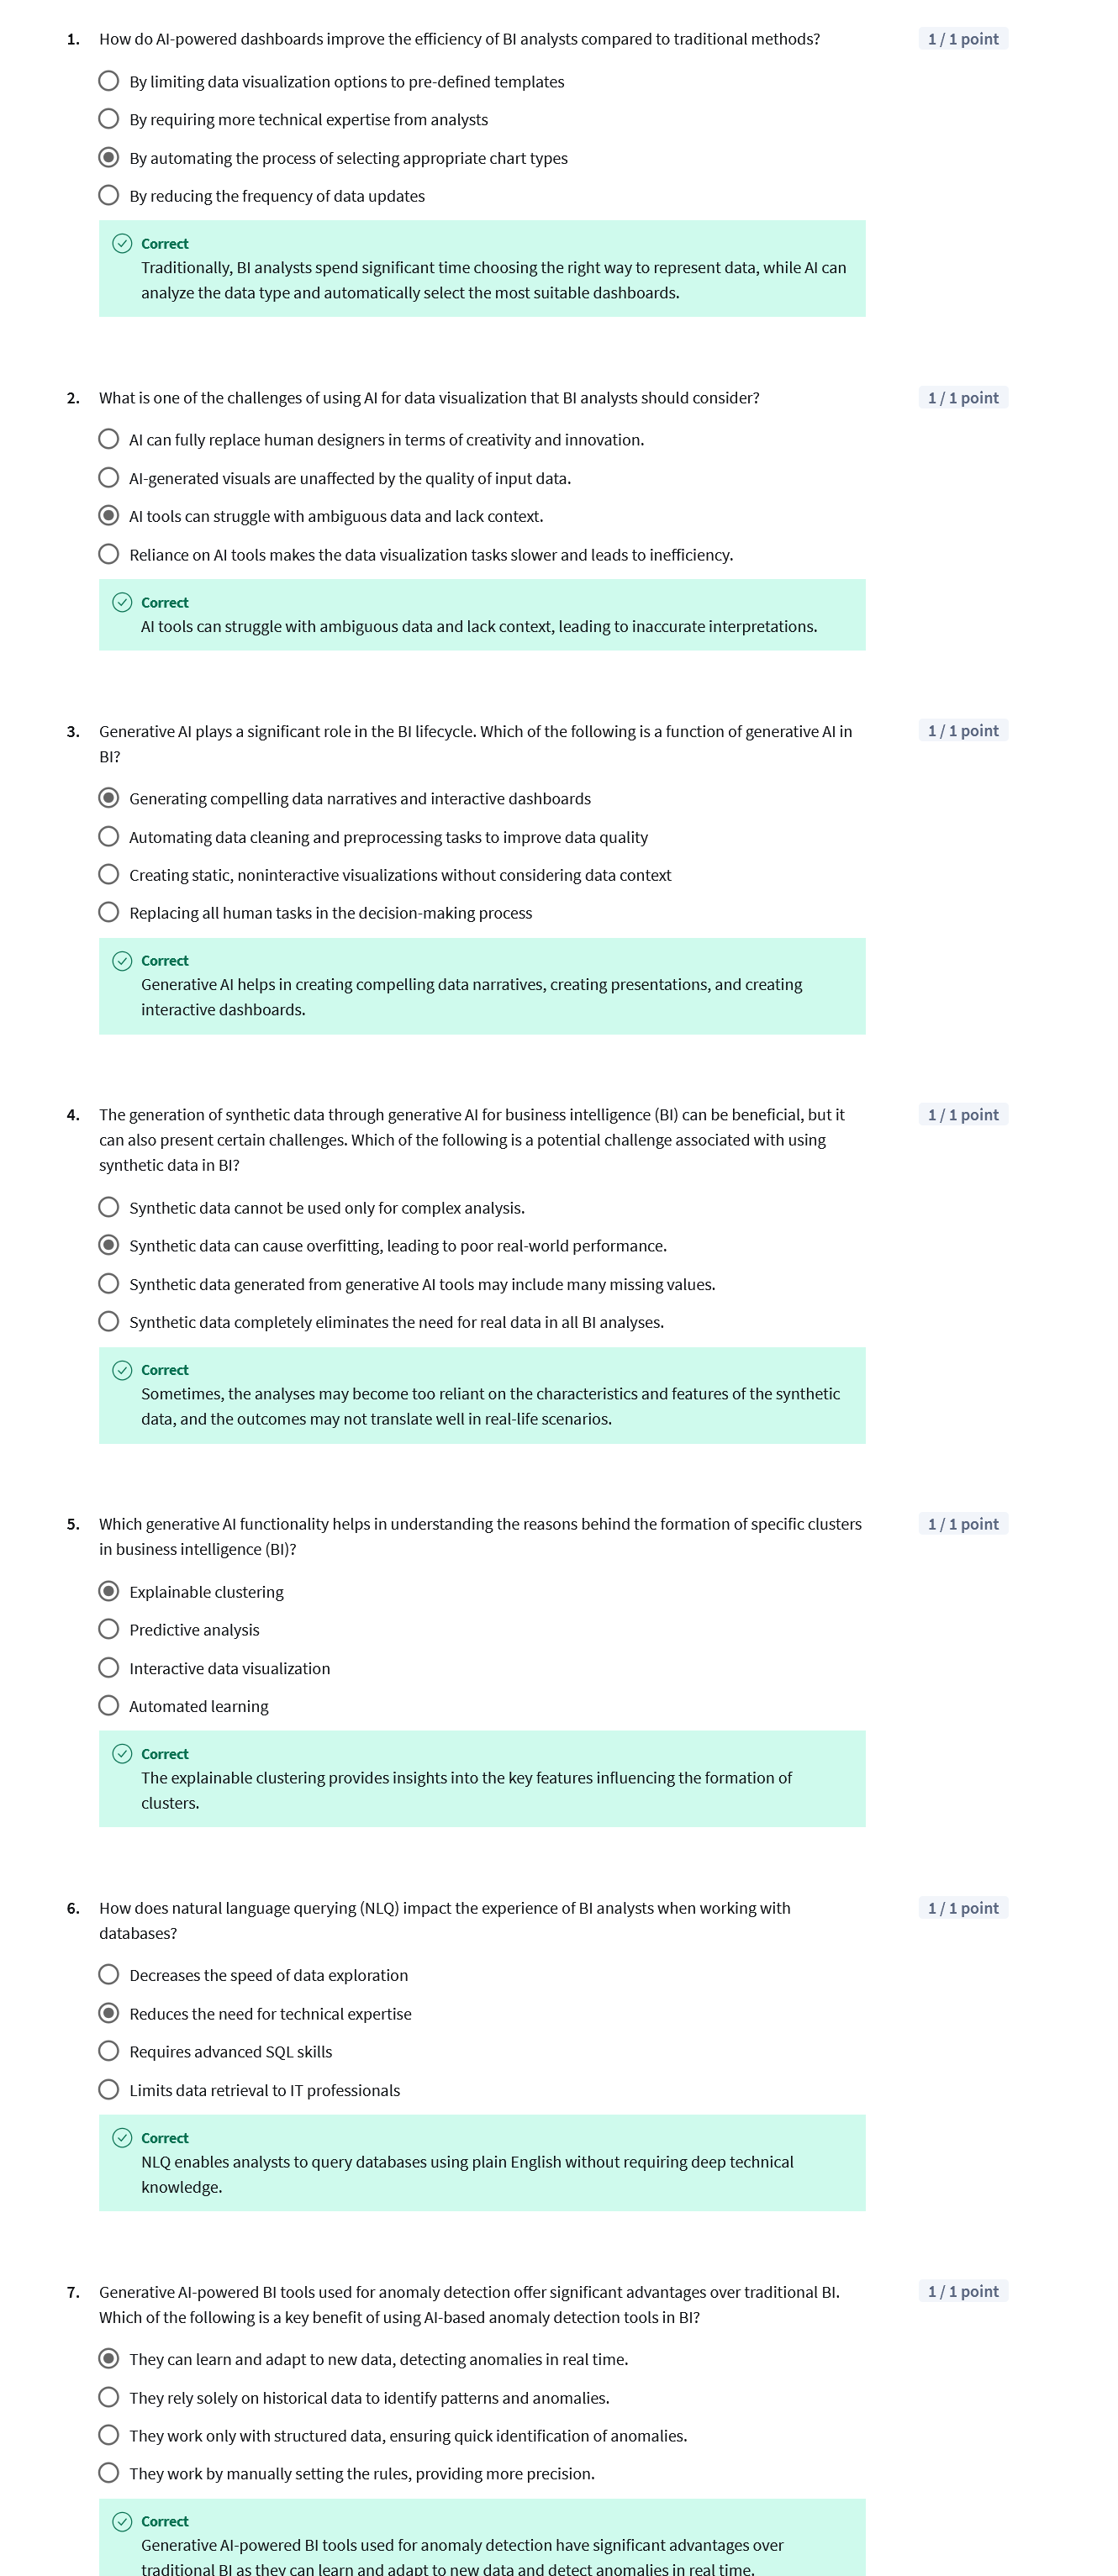 1. How do AI-powered dashboards improve the efficiency of BI analysts compared to traditional methods? 1 / 1 point
By limiting data visualization options to pre-defined templates
By requiring more technical expertise from analysts
By automating the process of selecting appropriate chart types
By reducing the frequency of data updates
Correct
Traditionally, BI analysts spend significant time choosing the right way to represent data, while AI can
analyze the data type and automatically select the most suitable dashboards.
2. What is one of the challenges of using AI for data visualization that BI analysts should consider? 1 / 1 point
AI can fully replace human designers in terms of creativity and innovation.
AI-generated visuals are unaffected by the quality of input data.
AI tools can struggle with ambiguous data and lack context.
Reliance on AI tools makes the data visualization tasks slower and leads to inefficiency.
Correct
AI tools can struggle with ambiguous data and lack context, leading to inaccurate interpretations.
3. Generative AI plays a significant role in the BI lifecycle. Which of the following is a function of generative AI in 1 / 1 point
BI?
Generating compelling data narratives and interactive dashboards
Automating data cleaning and preprocessing tasks to improve data quality
Creating static, noninteractive visualizations without considering data context
Replacing all human tasks in the decision-making process
Correct
Generative AI helps in creating compelling data narratives, creating presentations, and creating
interactive dashboards.
4. The generation of synthetic data through generative AI for business intelligence (BI) can be beneficial, but it 1 / 1 point
can also present certain challenges. Which of the following is a potential challenge associated with using
synthetic data in BI?
Synthetic data cannot be used only for complex analysis.
Synthetic data can cause overfitting, leading to poor real-world performance.
Synthetic data generated from generative AI tools may include many missing values.
Synthetic data completely eliminates the need for real data in all BI analyses.
Correct
Sometimes, the analyses may become too reliant on the characteristics and features of the synthetic
data, and the outcomes may not translate well in real-life scenarios.
5. Which generative AI functionality helps in understanding the reasons behind the formation of specific clusters 1 / 1 point
in business intelligence (BI)?
Explainable clustering
Predictive analysis
Interactive data visualization
Automated learning
Correct
The explainable clustering provides insights into the key features influencing the formation of
clusters.
6. How does natural language querying (NLQ) impact the experience of BI analysts when working with 1 / 1 point
databases?
Decreases the speed of data exploration
Reduces the need for technical expertise
Requires advanced SQL skills
Limits data retrieval to IT professionals
Correct
NLQ enables analysts to query databases using plain English without requiring deep technical
knowledge.
7. Generative AI-powered BI tools used for anomaly detection offer significant advantages over traditional BI. 1 / 1 point
Which of the following is a key benefit of using AI-based anomaly detection tools in BI?
They can learn and adapt to new data, detecting anomalies in real time.
They rely solely on historical data to identify patterns and anomalies.
They work only with structured data, ensuring quick identification of anomalies.
They work by manually setting the rules, providing more precision.
Correct
Generative AI-powered BI tools used for anomaly detection have significant advantages over
traditional BI as they can learn and adapt to new data and detect anomalies in real time.